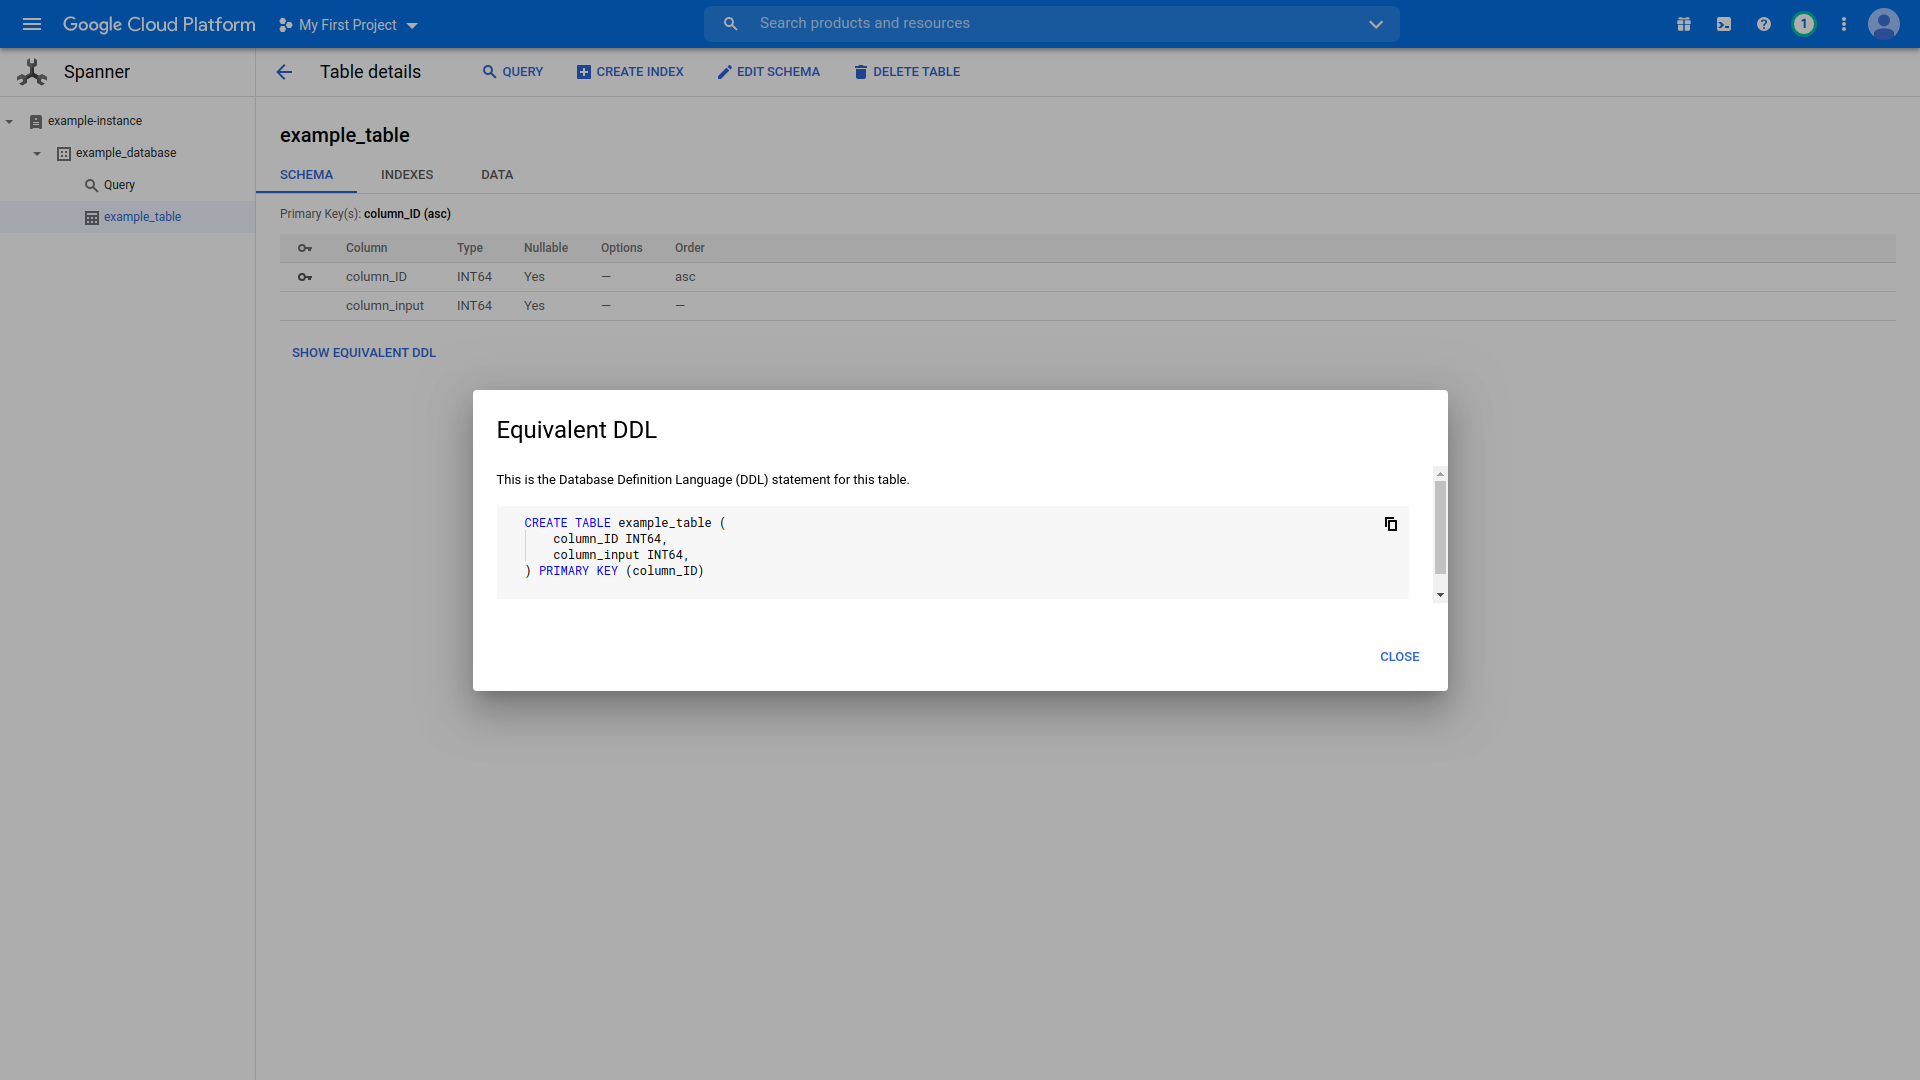 Google Cloud Platform
My First Project
Search products and resources
1
Spanner
Table details
QUERY
CREATE INDEX
EDIT SCHEMA
DELETE TABLE
example-instance
example_database
Query
example_table
example_table
SCHEMA INDEXES DATA
Primary Key(s): column_ID (asc)
Column Type Nullable Options Order
column_ID INT64 Yes — asc
column_input INT64 Yes — —
SHOW EQUIVALENT DDL
Equivalent DDL
This is the Database Definition Language (DDL) statement for this table.
CREATE TABLE example_table (
column_ID INT64,
column_input INT64,
) PRIMARY KEY (column_ID)
CLOSE